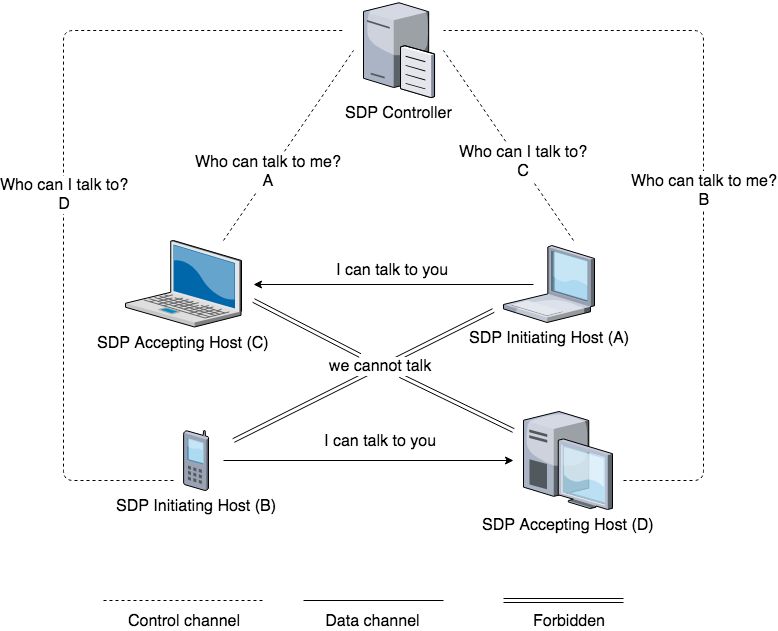 SDP Controller
Who can talk to me?
A
Who can I talk to?
C
Who can I talk to?
D
Who can talk to me?
B
I can talk to you
SDP Accepting Host (C)
SDP Initiating Host (A)
we cannot talk
I can talk to you
SDP Initiating Host (B)
SDP Accepting Host (D)
Control channel
Data channel
Forbidden